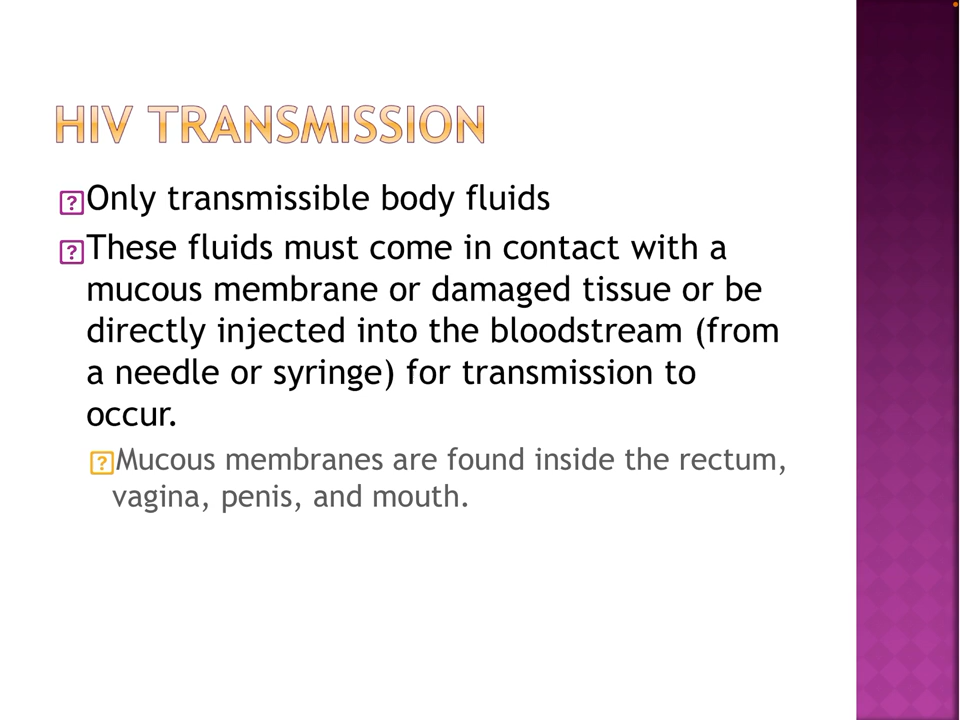 HIV TRANSMISSION
Only transmissible body fluids
These fluids must come in contact with a
mucous membrane or damaged tissue or be
directly injected into the bloodstream (from
a needle or syringe) for transmission to
occur.
Mucous membranes are found inside the rectum,
vagina, penis, and mouth.